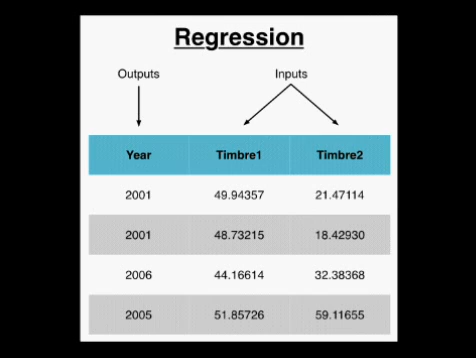 Regression
Outputs Inputs
Year Timbre1 Timbre2
2001 49.94357 21.47114
2001 48.73215 18.42930
2006 44.16614 32.38368
2005 51.85726 59.11655